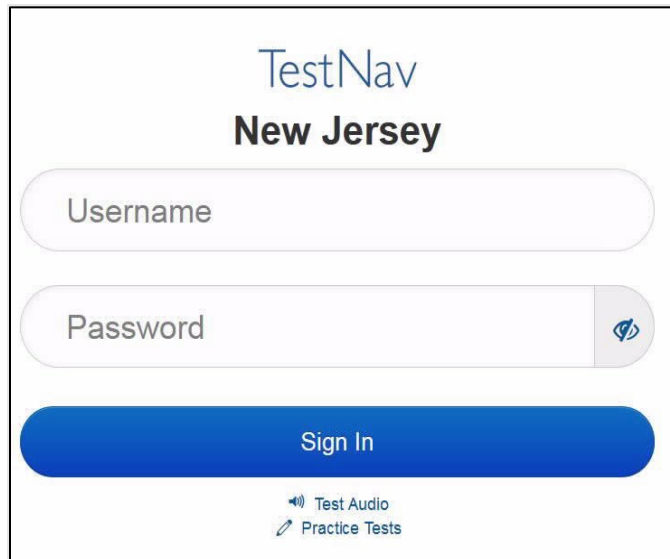 TestNav
New Jersey
Username
Password
Sign In
Test Audio
Practice Tests